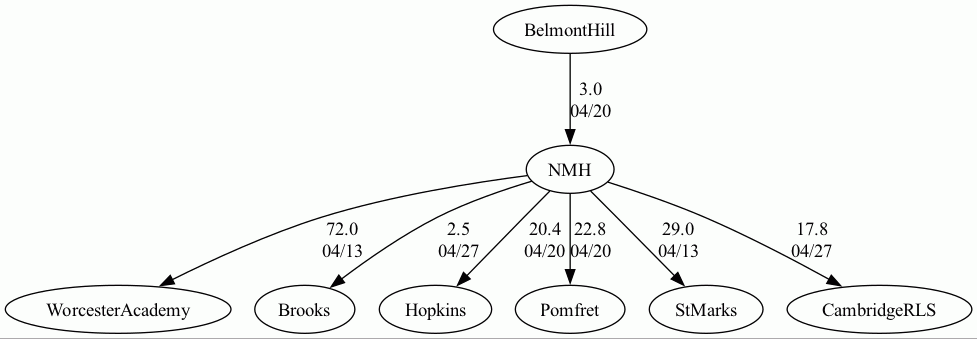 BelmontHill
3.0
04/20
NMH
72.0
04/13
2.5
04/27
20.4
04/20
22.8
04/20
29.0
04/13
17.8
04/27
WorcesterAcademy
Brooks
Hopkins
Pomfret
StMarks
CambridgeRLS